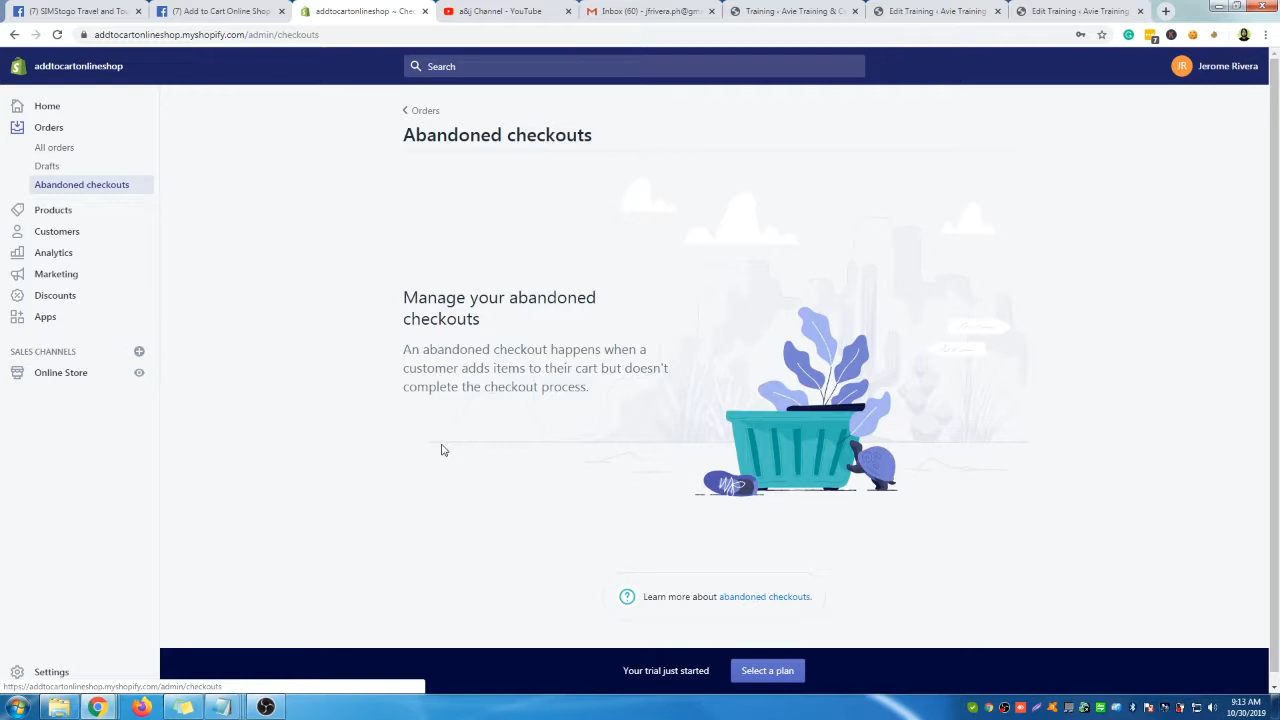 (7) SIMStogo Travel and Tou
(7) Add to Cart Online Shop
addtocartonlineshop ~ Chec
a&j Channel - YouTube
Inbox (60) - jfrivera.ph@gm
Training ‹ Avie Training & C
Edit Training ‹ Avie Training
Edit Training ‹ Avie Training
addtocartonlineshop.myshopify.com/admin/checkouts
7
addtocartonlineshop
Search
JR
Jerome Rivera
Home
Orders
All orders
Drafts
Abandoned checkouts
Products
Customers
Analytics
Marketing
Discounts
Apps
SALES CHANNELS
Online Store
Settings
Orders
Abandoned checkouts
Manage your abandoned
checkouts
An abandoned checkout happens when a
customer adds items to their cart but doesn't
complete the checkout process.
Learn more about abandoned checkouts.
Your trial just started
Select a plan
https://addtocartonlineshop.myshopify.com/admin/checkouts
9:13 AM
10/30/2019